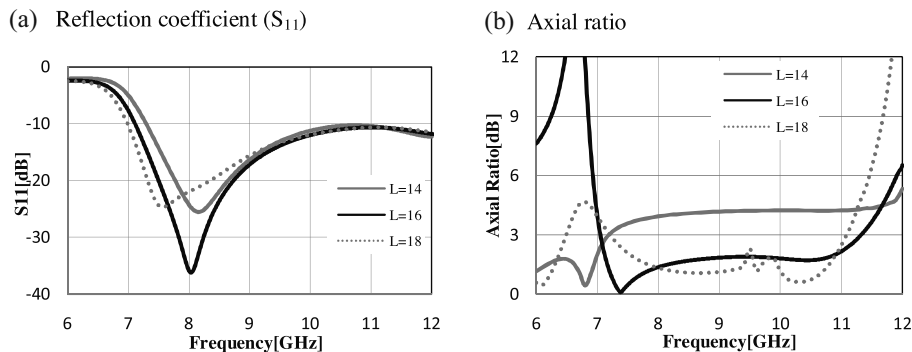 (a) Reflection coefficient (S11)
0
-10
-20
-30
-40
S11[dB]
L=14
L=16
L=18
6 7 8 9 10 11 12
Frequency[GHz]
(b) Axial ratio
12
9
6
3
0
Axial Ratio[dB]
L=14
L=16
L=18
6 7 8 9 10 11 12
Frequency[GHz]